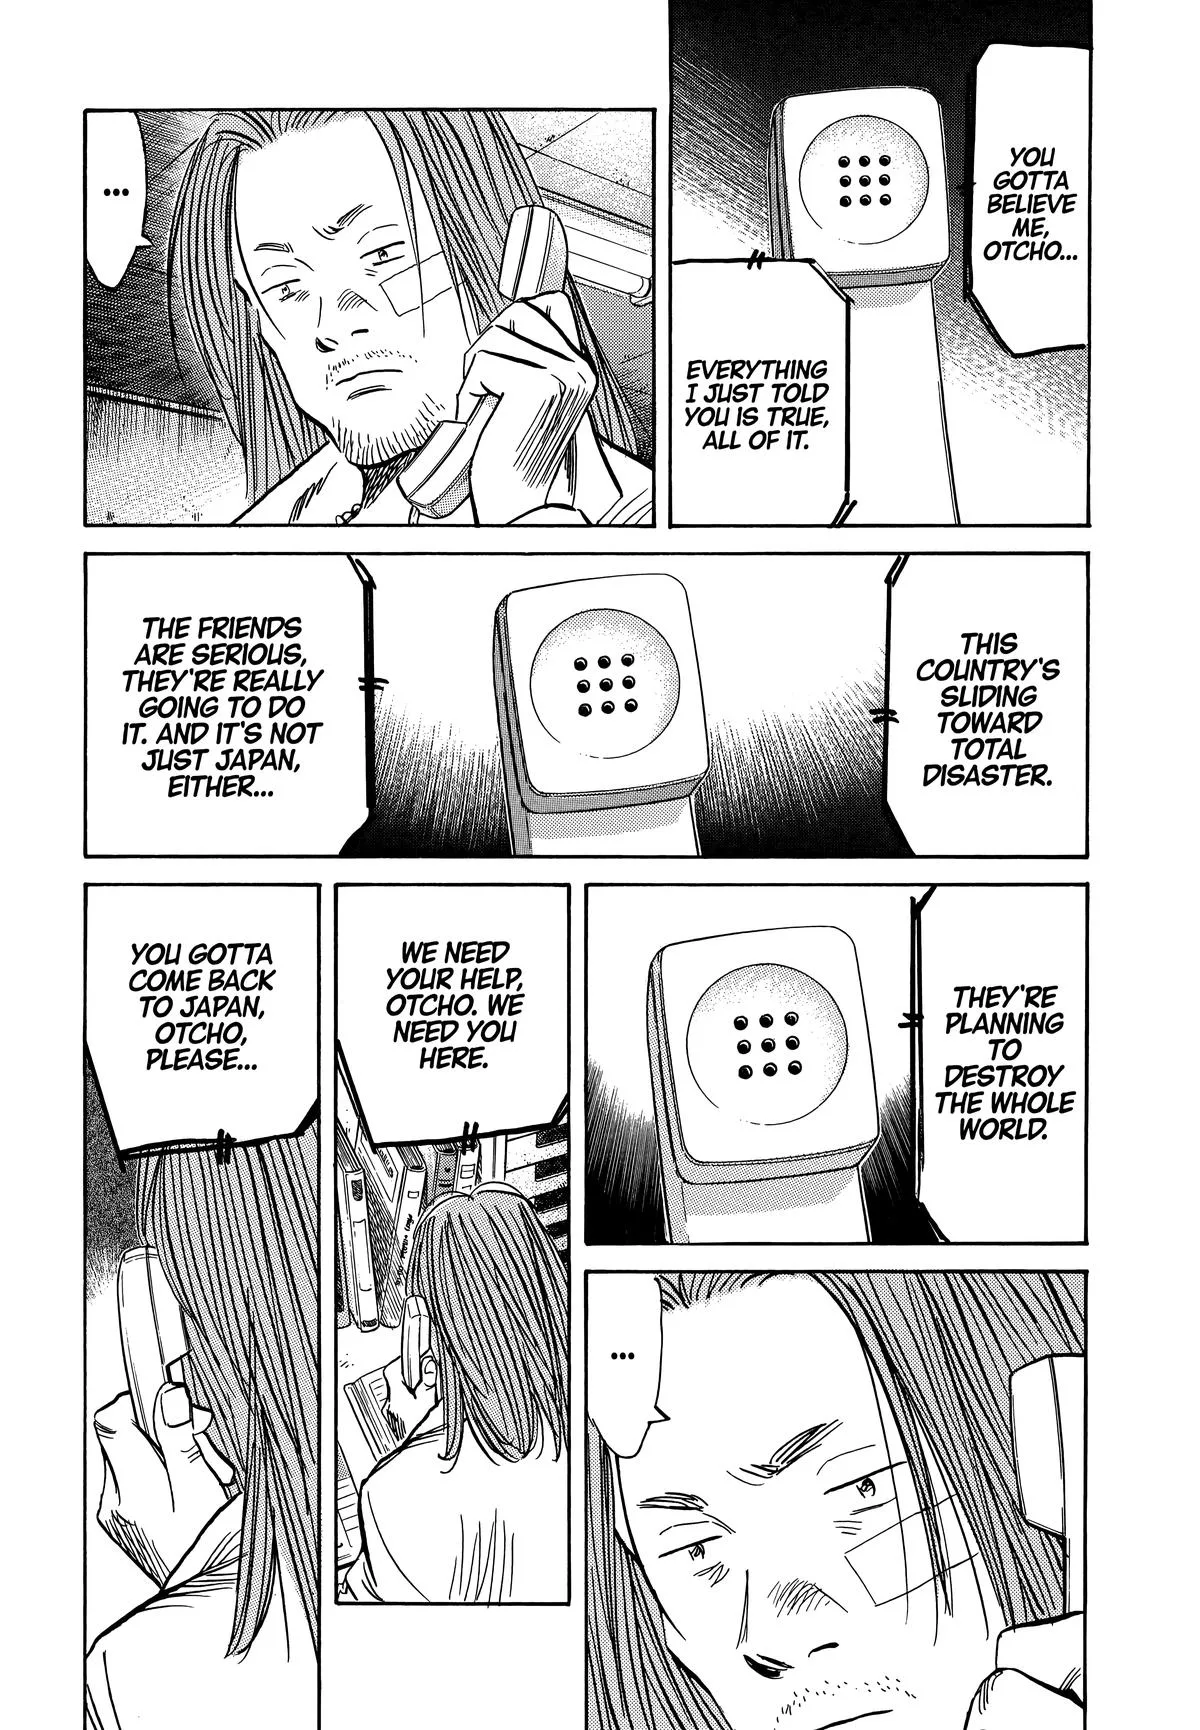 YOU
GOTTA
BELIEVE
ME,
OTCHO...
EVERYTHING
I JUST TOLD
YOU IS TRUE,
ALL OF IT.
...
THIS
COUNTRY'S
SLIDING
TOWARD
TOTAL
DISASTER.
THE FRIENDS
ARE SERIOUS,
THEY'RE REALLY
GOING TO DO
IT. AND IT'S NOT
JUST JAPAN,
EITHER...
THEY'RE
PLANNING
TO
DESTROY
THE WHOLE
WORLD.
WE NEED
YOUR HELP,
OTCHO. WE
NEED YOU
HERE.
YOU GOTTA
COME BACK
TO JAPAN,
OTCHO,
PLEASE...
...